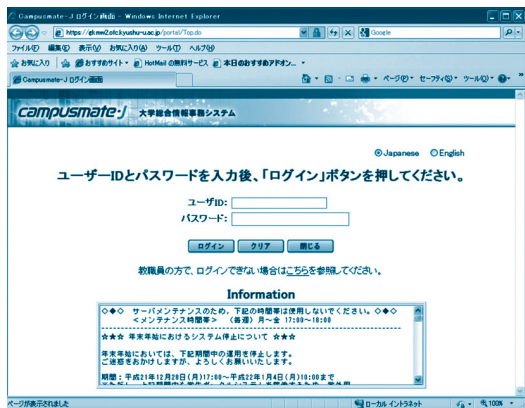 Campusmate-J ログイン画面 - Windows Internet Explorer
https://gkmw2ofc.kyushu-u.ac.jp/portal/Top.do
Google
ファイル(F) 編集(E) 表示(V) お気に入り(A) ツール(T) ヘルプ(H)
お気に入り おすすめサイト HotMail の無料サービス 本日のおすすめアドオン...
Campusmate-J ログイン画面
ページ(P) セーフティ(S) ツール(O)
campusmate-j 大学総合情報事務システム
Japanese English
ユーザーIDとパスワードを入力後、「ログイン」ボタンを押してください。
ユーザID:
パスワード:
ログイン クリア 閉じる
教職員の方で、ログインできない場合はこちらを参照してください。
Information
◇◆◇ サーバメンテナンスのため、下記の時間帯は使用しないでください。◇◆◇
<メンテナンス時間帯> (毎週) 月~金 17:00~18:00
☆★☆ 年末年始におけるシステム停止について ☆★☆
年末年始においては、下記期間中の運用を停止します。
ご迷惑をおかけしますが、よろしくお願いいたします。
期間:平成21年12月28日(月)17:00~平成22年1月4日(月)10:00まで
ページが表示されました
ローカル イントラネット
100%